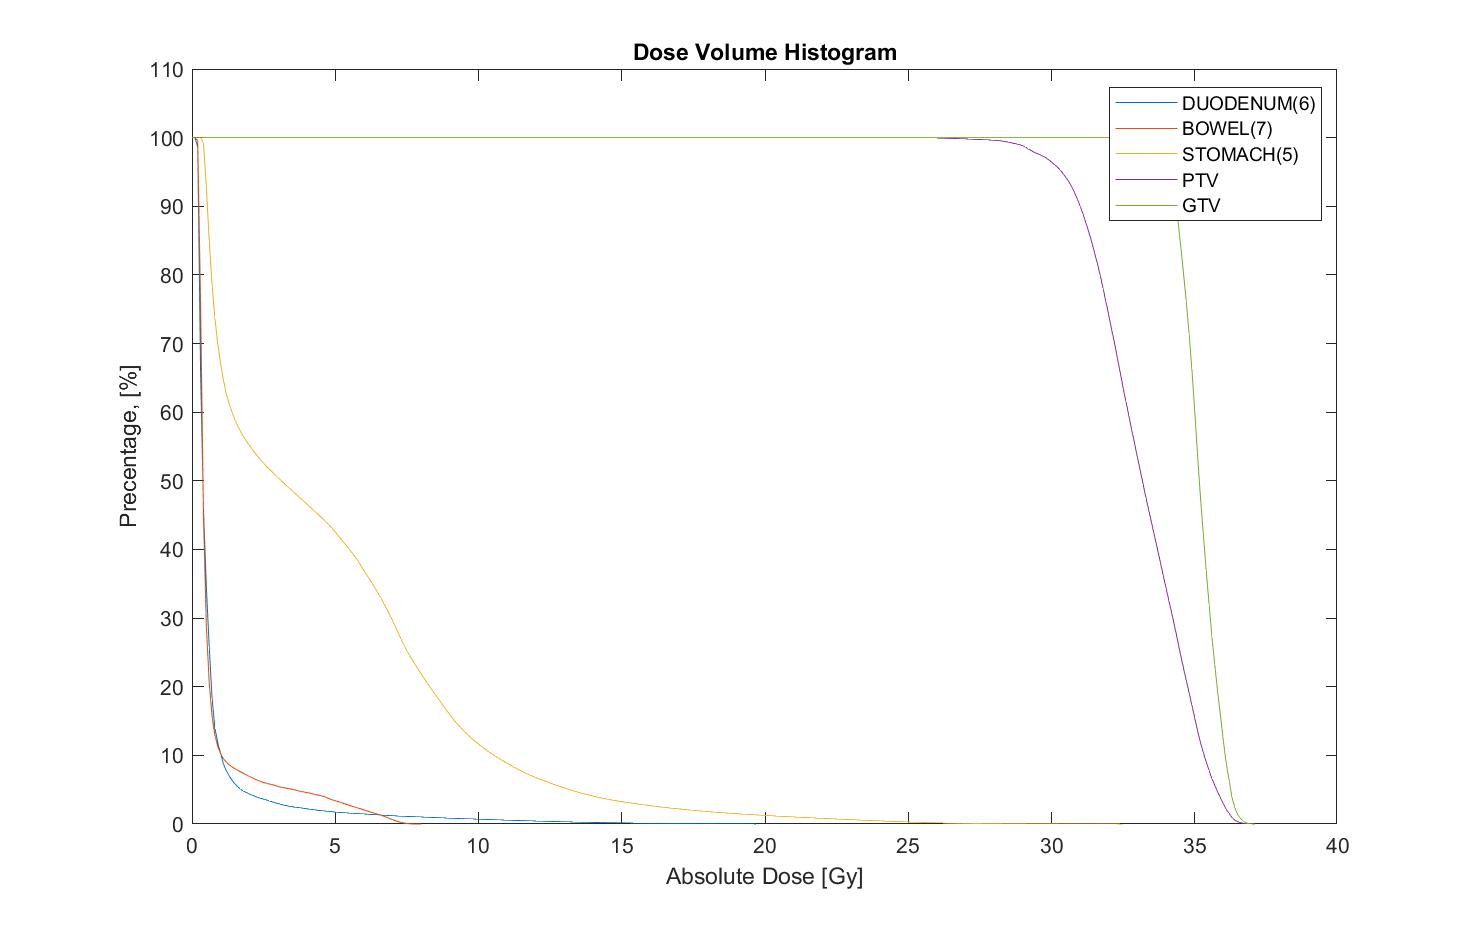 Dose Volume Histogram
110
100
90
80
70
60
50
40
30
20
10
0
Precentage, [%]
0 5 10 15 20 25 30 35 40
Absolute Dose [Gy]
DUODENUM(6)
BOWEL(7)
STOMACH(5)
PTV
GTV